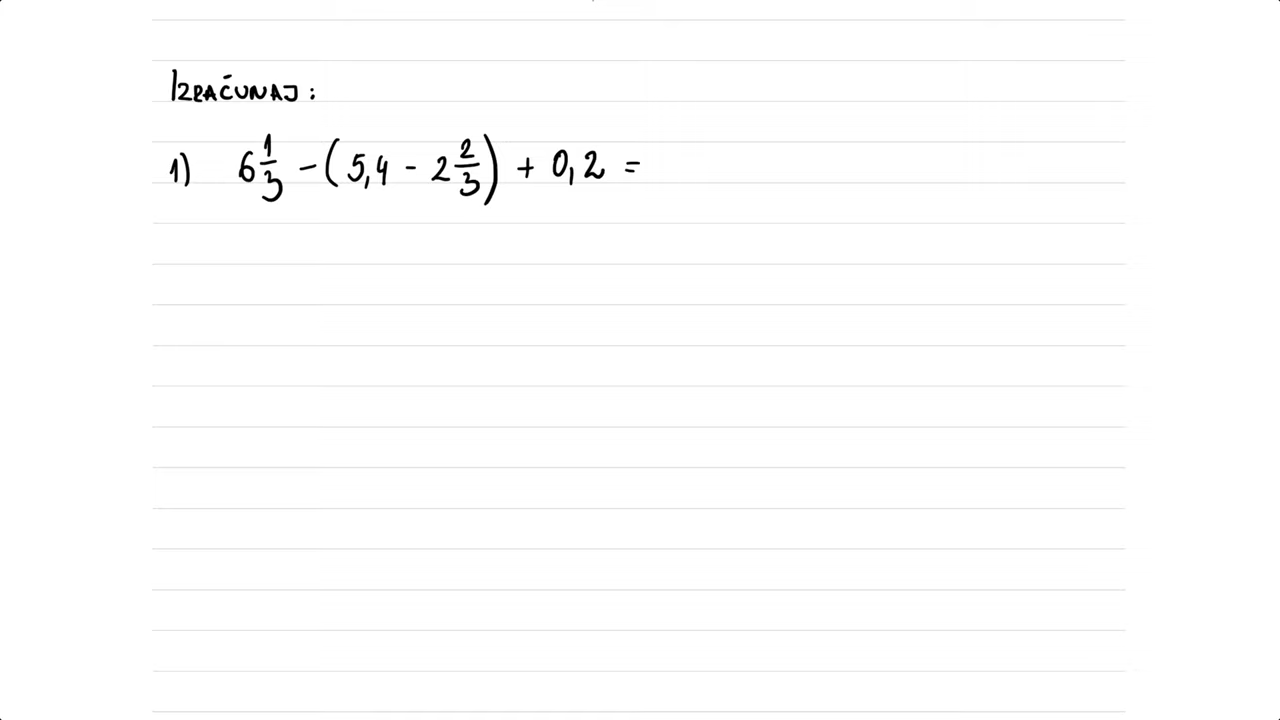 IZRAČUNAJ:
1) 6 1/3 - (5,4 - 2 2/3) + 0,2 =